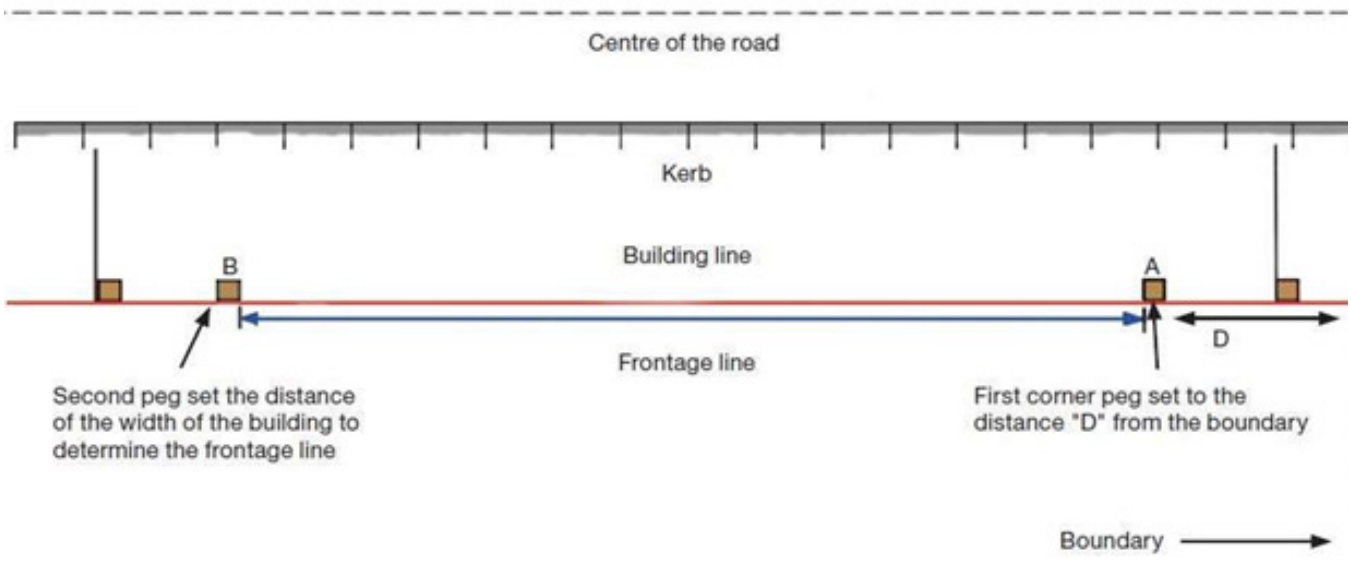 Centre of the road
Kerb
Building line
B
A
D
Frontage line
Second peg set the distance
of the width of the building to
determine the frontage line
First corner peg set to the
distance "D" from the boundary
Boundary